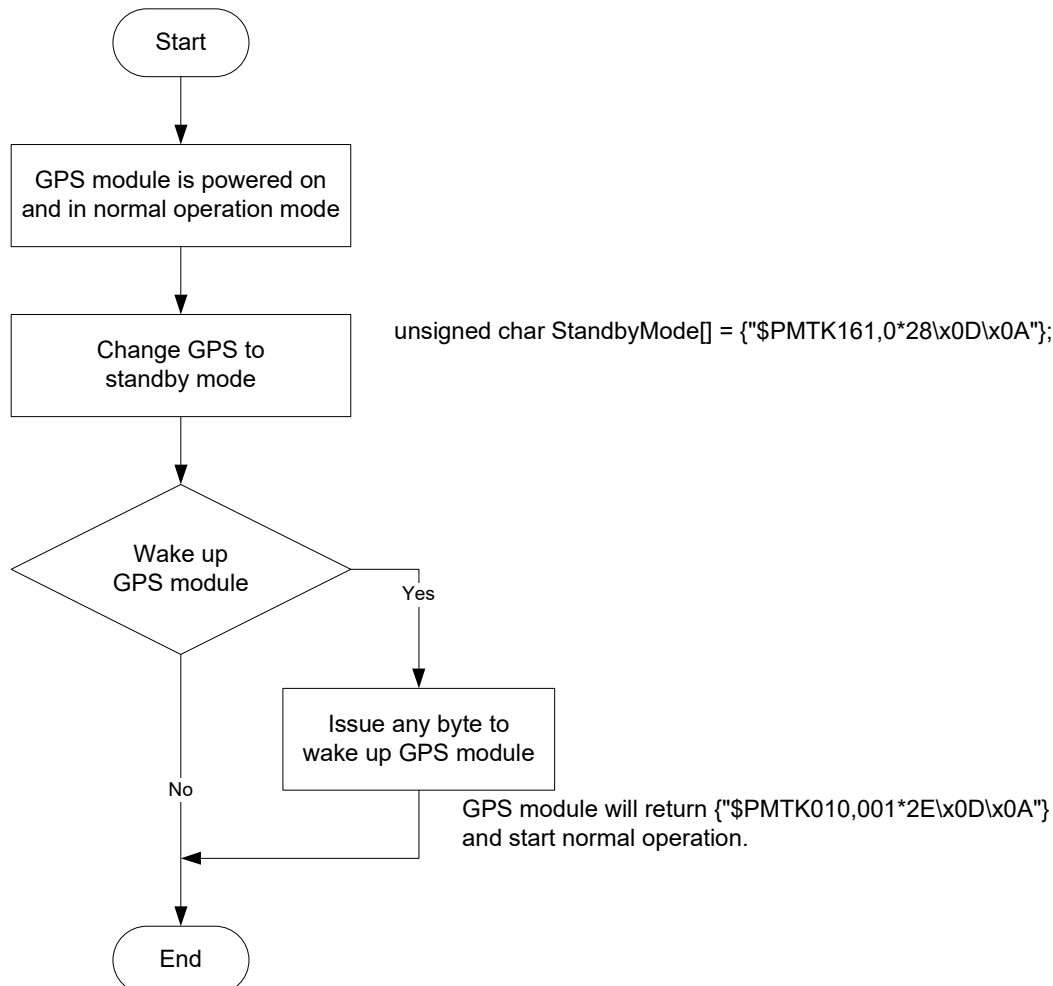 Start
GPS module is powered on
and in normal operation mode
Change GPS to
standby mode
unsigned char StandbyMode[] = {"$PMTK161,0*28\x0D\x0A"};
Wake up
GPS module
Yes
Issue any byte to
wake up GPS module
No
GPS module will return {"$PMTK010,001*2E\x0D\x0A"}
and start normal operation.
End